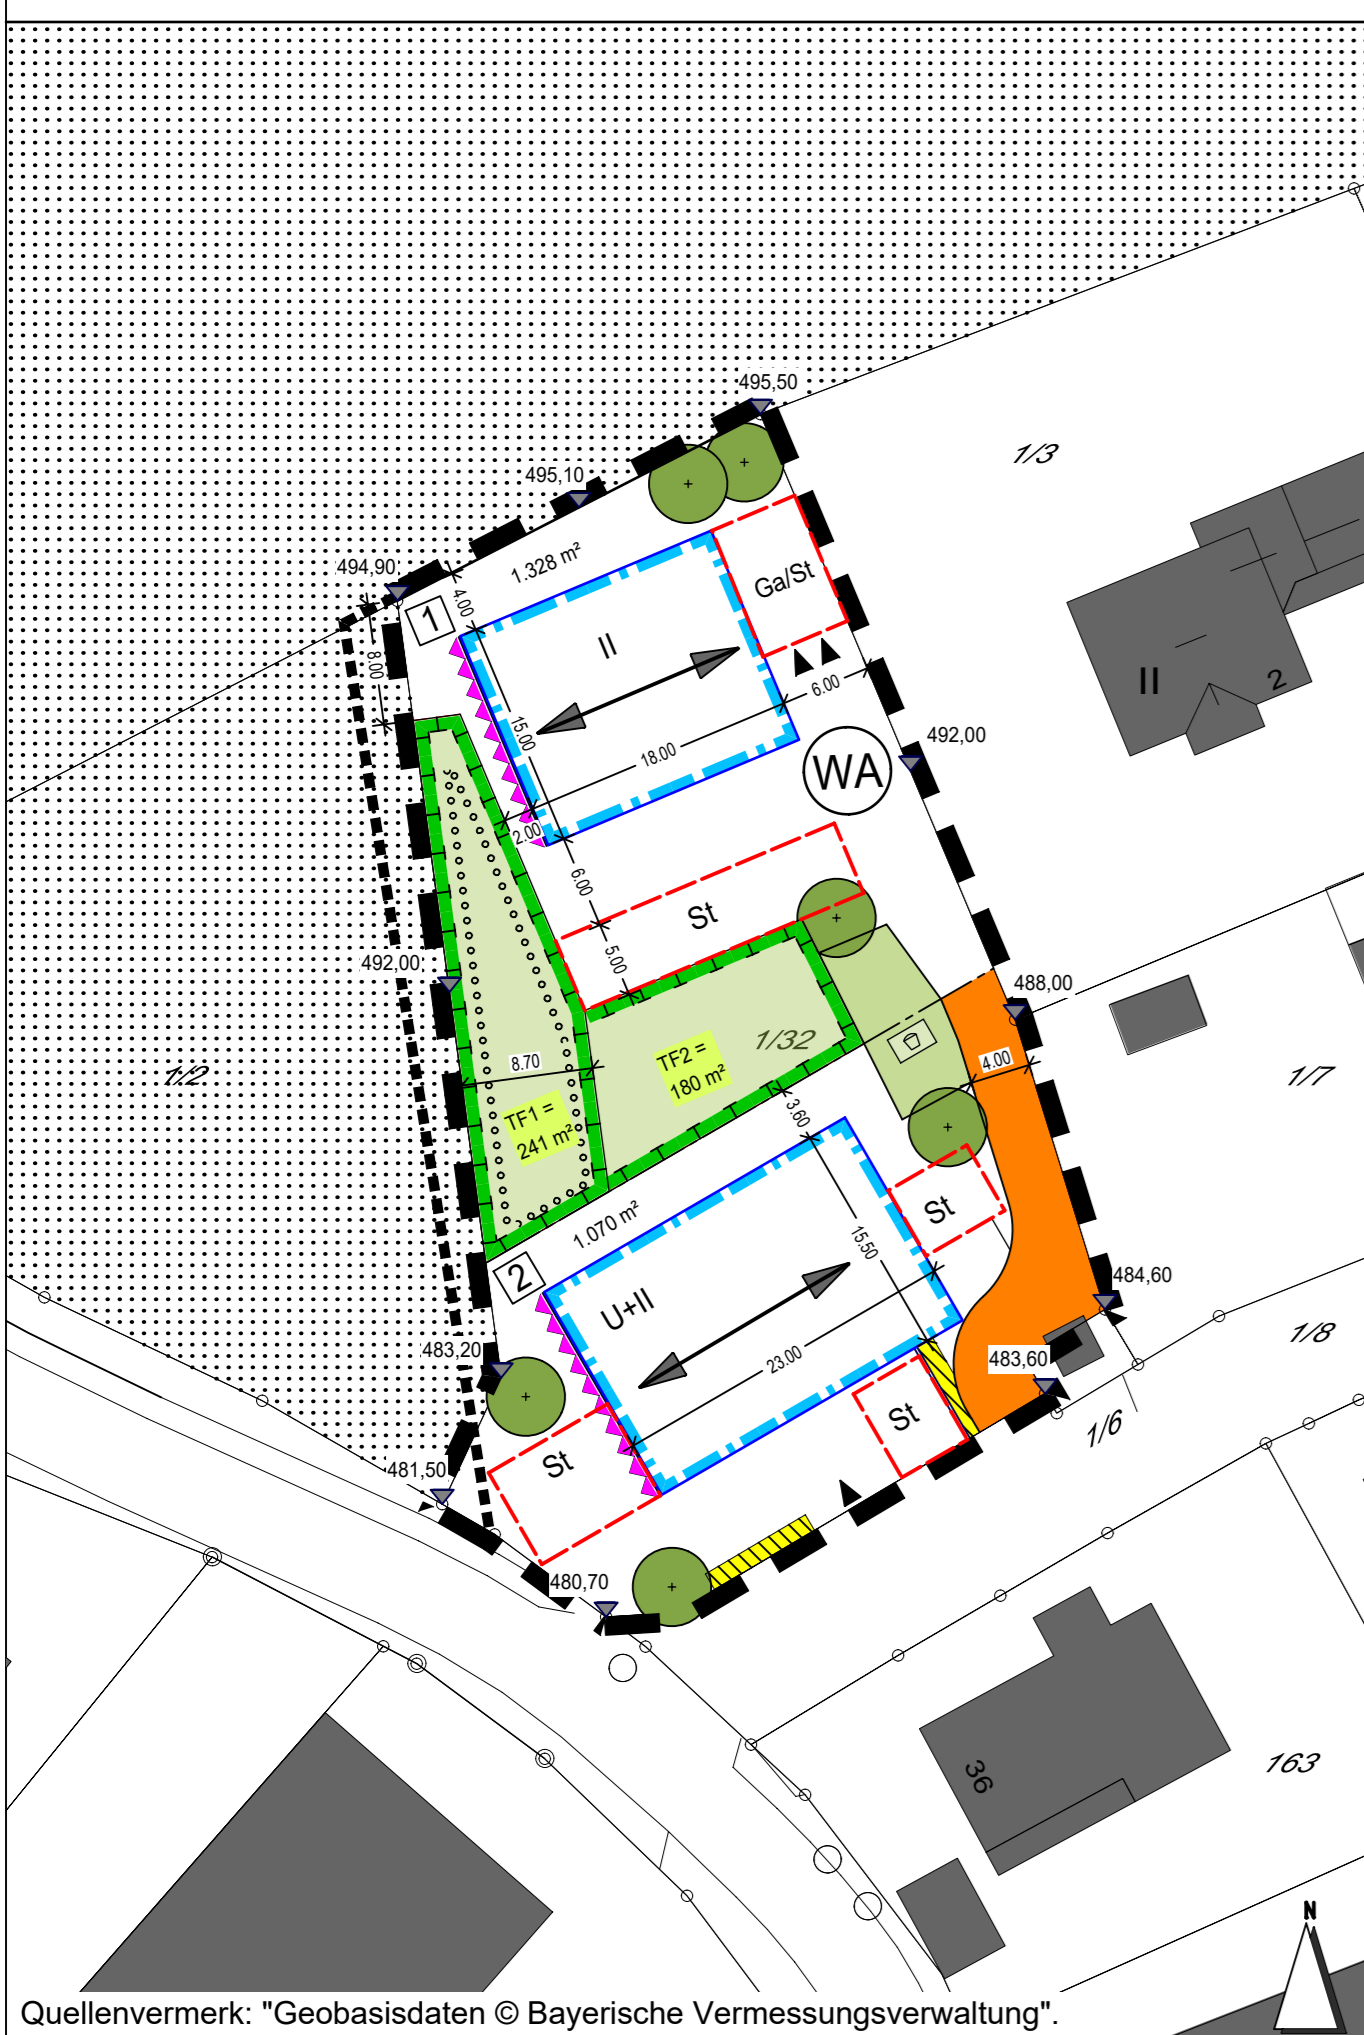 495,50
1/3
495,10
1.328 m²
494,90
Ga/St
1
4.00
II
8.00
II
2
6.00
15.00
492,00
18.00
WA
2.00
6.00
St
492,00
5.00
488,00
1/32
TF2 =
180 m²
8.70
4.00
1/2
1/7
TF1 =
241 m²
3.60
St
1.070 m²
15.50
2
484,60
U+II
1/8
483,20
23.00
483,60
St
1/6
St
481,50
480,70
36
163
N
Quellenvermerk: "Geobasisdaten © Bayerische Vermessungsverwaltung".